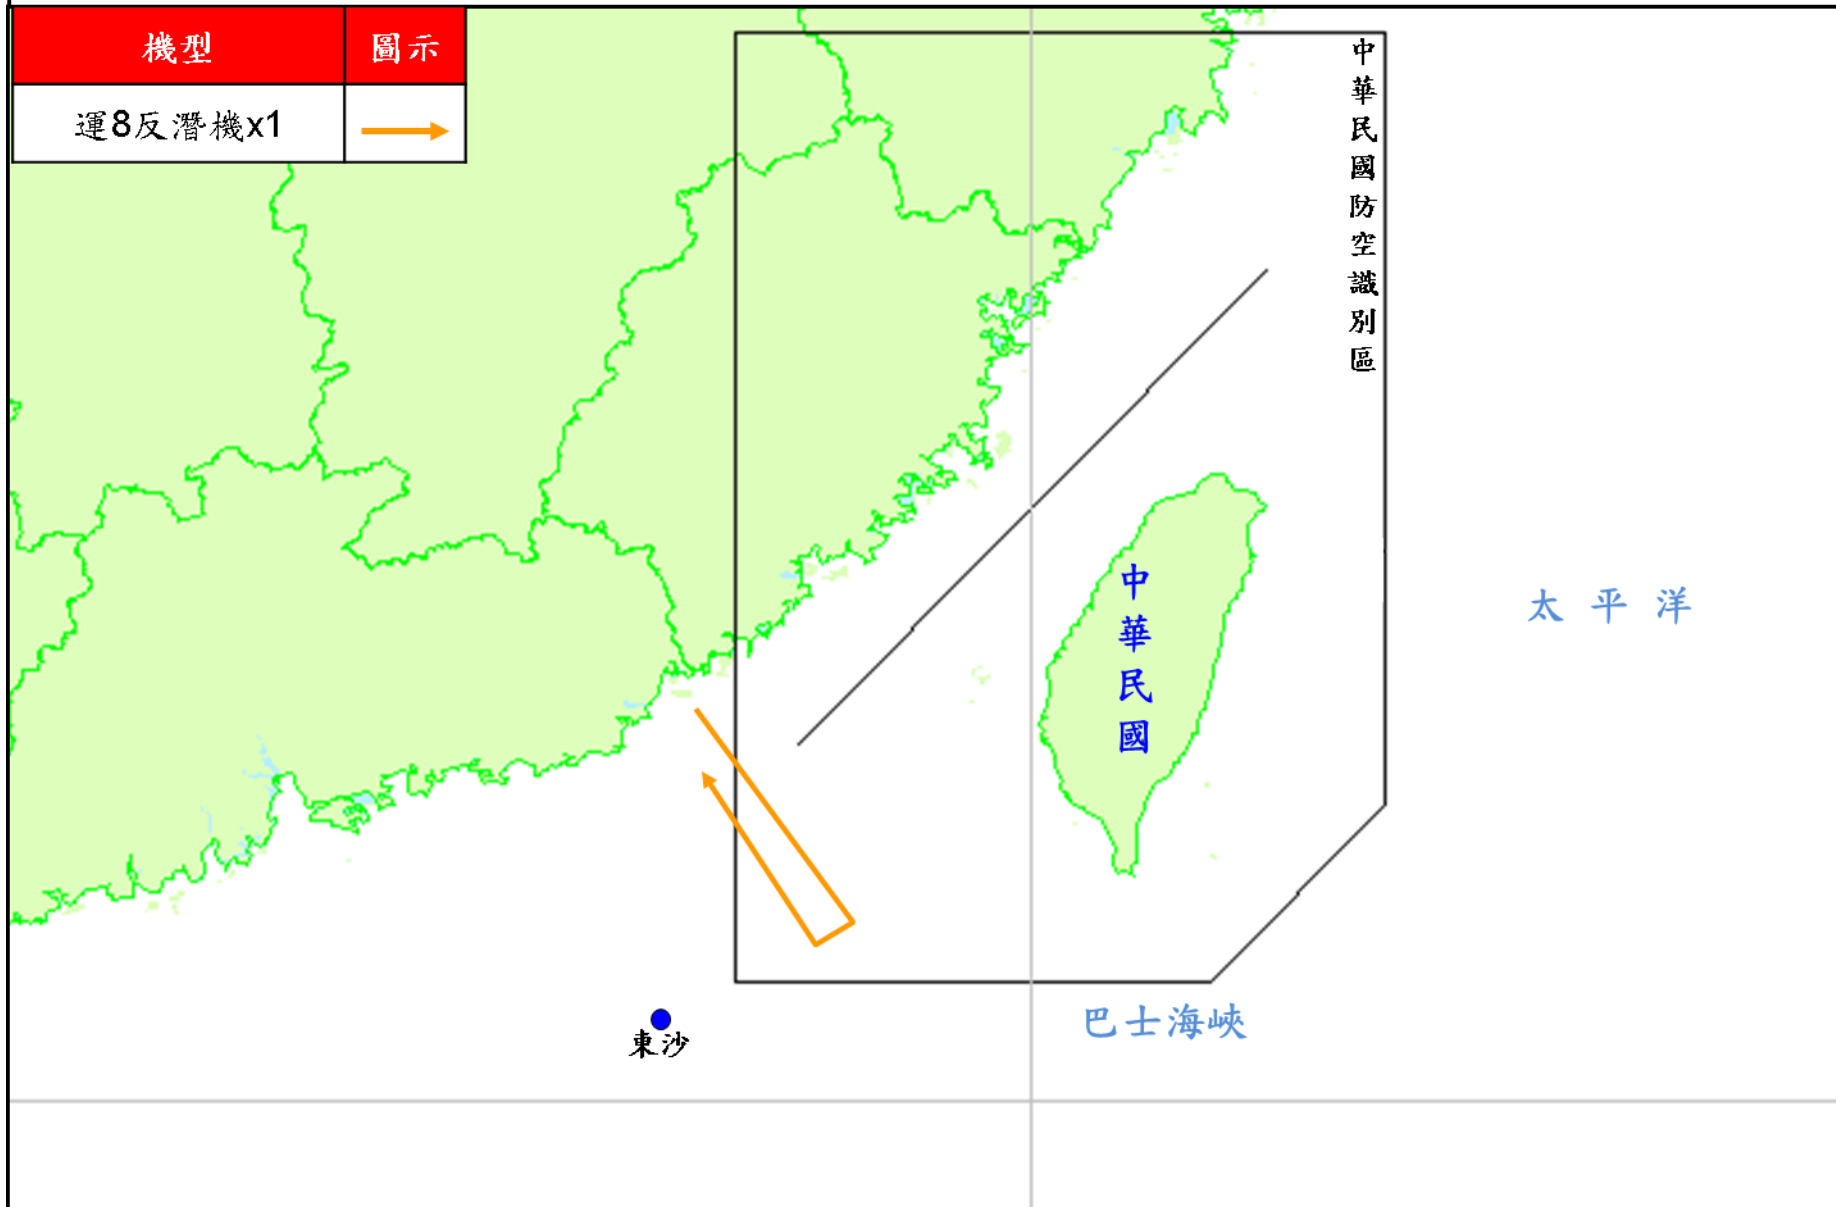 機型 圖示
運8反潛機x1
中華民國防空識別區
中華民國
太平洋
巴士海峽
東沙